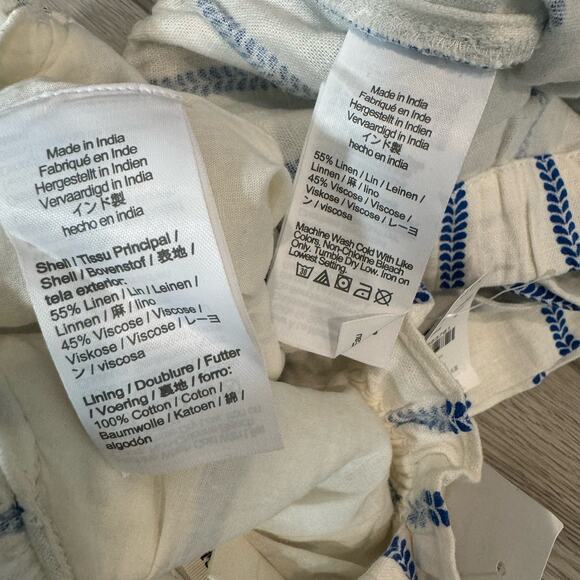 Made in India
Fabriqué en Inde
Hergestellt in Indien
Vervaardigd in India
インド製
hecho en india
Shell / Tissu Principal /
Shell / Bovenstof / 表地 /
tela exterior:
55% Linen / Lin / Leinen /
Linnen / 麻 / lino
45% Viscose / Viscose /
Viskose / Viscose / レーヨ
ン / viscosa
Lining / Doublure / Futter
/ Voering / 裏地 / forro:
100% Cotton / Coton /
Baumwolle / Katoen / 綿 /
algodón
Made in India
Fabriqué en Inde
Hergestellt in Indien
Vervaardigd in India
インド製
hecho en india
55% Linen / Lin / Leinen /
Linnen / 麻 / lino
45% Viscose / Viscose /
Viskose / Viscose / レーヨ
ン / viscosa
Machine Wash Cold With Like
Colors. Non-Chlorine Bleach
Only. Tumble Dry Low. Iron on
Lowest Setting.
30